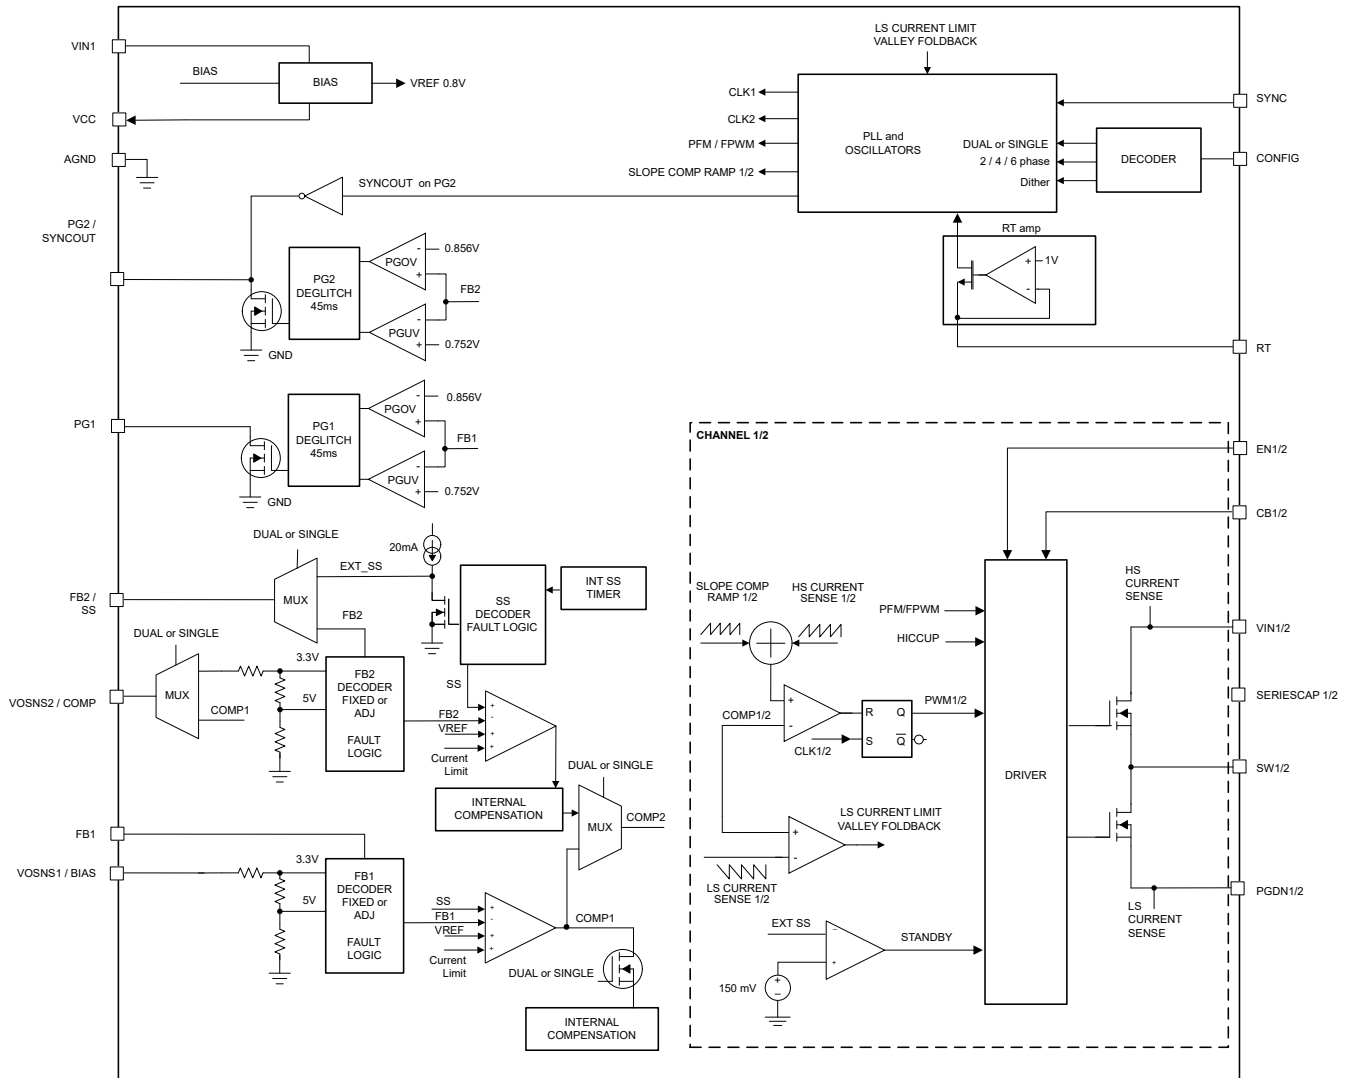 LS CURRENT LIMIT
VALLEY FOLDBACK
VIN1
BIAS
BIAS
VREF 0.8V
VCC
AGND
CLK1
CLK2
PFM / FPWM
SLOPE COMP RAMP 1/2
PLL and
OSCILLATORS
DUAL or SINGLE
2 / 4 / 6 phase
Dither
DECODER
SYNC
CONFIG
SYNCOUT on PG2
RT amp
+
1V
-
RT
PG2 /
SYNCOUT
PG2
DEGLITCH
45ms
PGOV
-
+
0.856V
FB2
PGUV
-
+
0.752V
GND
PG1
PG1
DEGLITCH
45ms
PGOV
-
+
0.856V
FB1
PGUV
-
+
0.752V
GND
DUAL or SINGLE
20mA
EXT_SS
MUX
FB2
FB2 /
SS
SS
DECODER
FAULT LOGIC
INT SS
TIMER
DUAL or SINGLE
MUX
COMP1
VOSNS2 / COMP
3.3V
5V
FB2
DECODER
FIXED or
ADJ
FAULT
LOGIC
SS
FB2
VREF
Current
Limit
+
-
+
+
INTERNAL
COMPENSATION
DUAL or SINGLE
MUX
COMP2
FB1
VOSNS1 / BIAS
3.3V
5V
FB1
DECODER
FIXED or
ADJ
FAULT
LOGIC
SS
FB1
VREF
Current
Limit
+
-
+
+
COMP1
DUAL or SINGLE
INTERNAL
COMPENSATION
CHANNEL 1/2
EN1/2
CB1/2
SLOPE COMP
RAMP 1/2
HS CURRENT
SENSE 1/2
PFM/FPWM
HICCUP
COMP1/2
+
-
CLK1/2
R
Q
S
Q
PWM1/2
DRIVER
LS CURRENT LIMIT
VALLEY FOLDBACK
+
-
LS CURRENT
SENSE 1/2
EXT SS
-
+
STANDBY
150 mV
+
-
HS
CURRENT
SENSE
VIN1/2
SERIESCAP 1/2
SW1/2
PGDN1/2
LS
CURRENT
SENSE